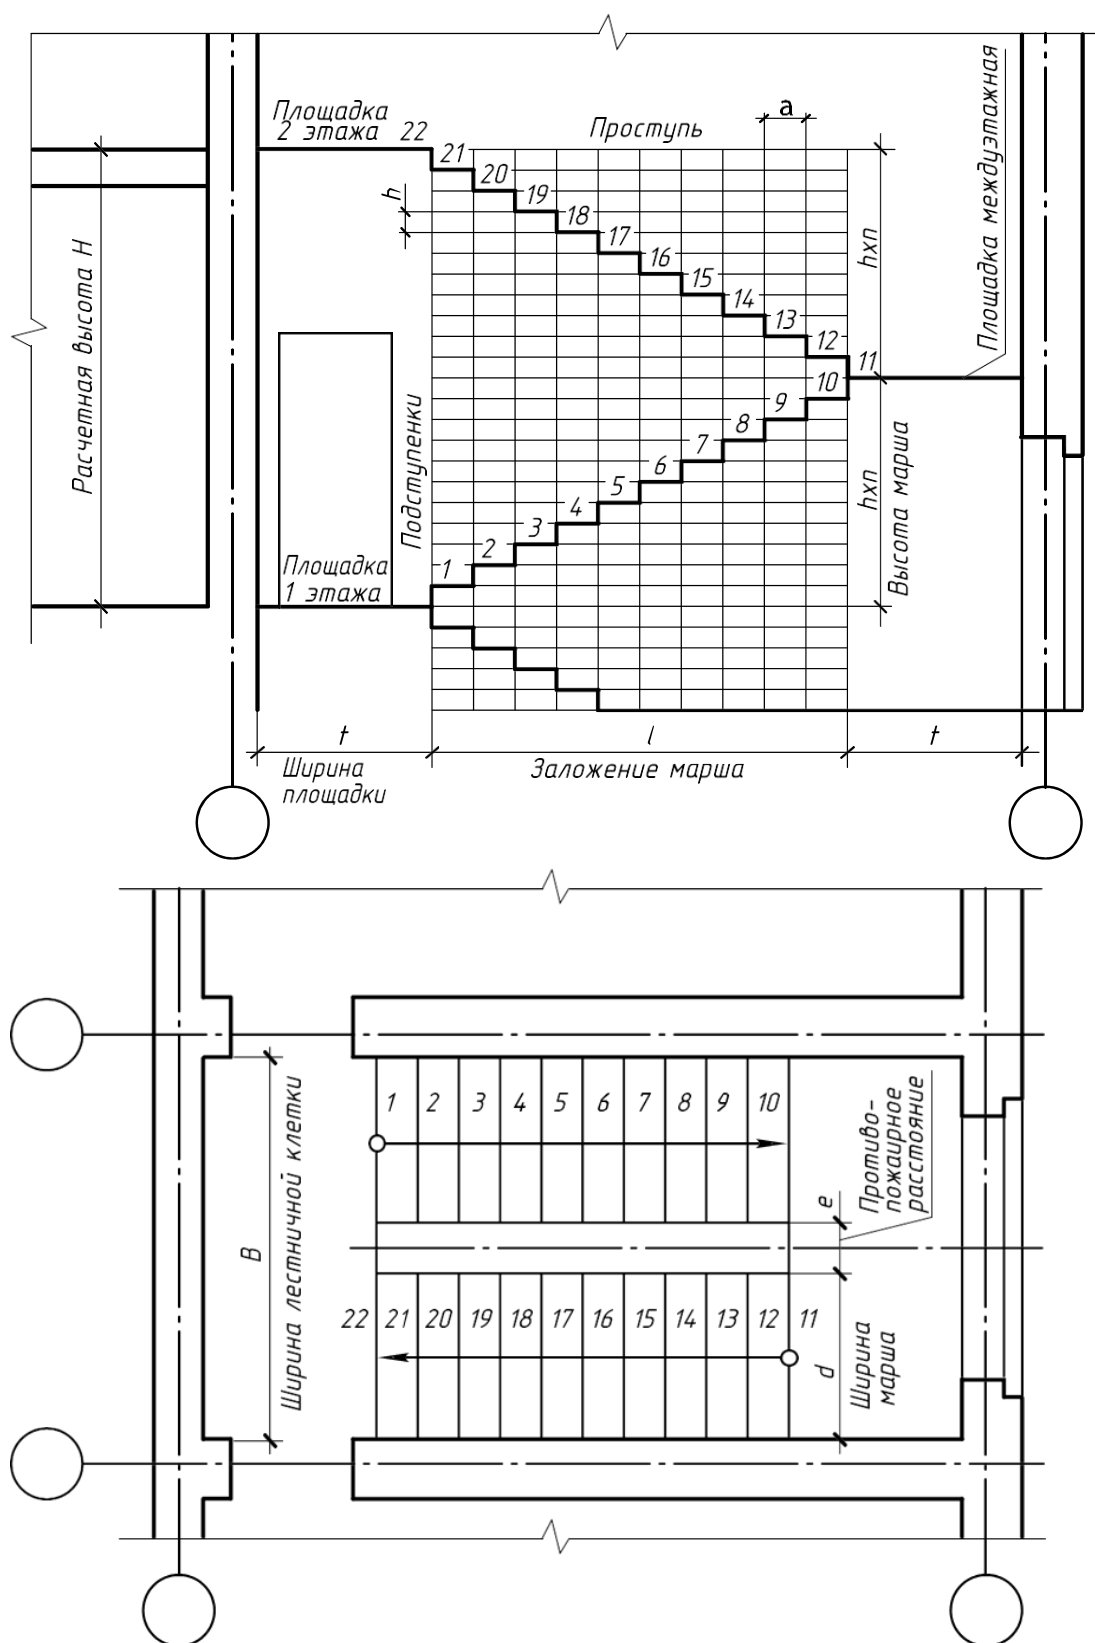 Площадка
2 этажа
22
Проступь
а
21
20
19
18
17
16
15
14
13
12
11
10
9
8
7
6
5
4
3
2
1
h
hхп
hхп
Расчетная высота Н
Подступенки
Площадка междуэтажная
Высота марша
Площадка
1 этажа
t
l
t
Ширина
площадки
Заложение марша
1 2 3 4 5 6 7 8 9 10
В
Ширина лестничной клетки
е
Противо-
пожаирное
расстояние
22 21 20 19 18 17 16 15 14 13 12 11
d
Ширина
марша